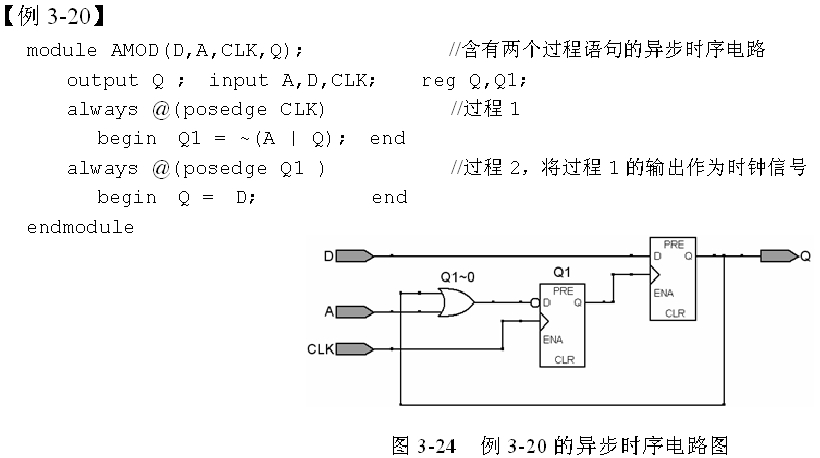 【例 3-20】
module AMOD(D,A,CLK,Q); //含有两个过程语句的异步时序电路
output Q ; input A,D,CLK; reg Q,Q1;
always @(posedge CLK) //过程 1
begin Q1 = ~(A | Q); end
always @(posedge Q1 ) //过程 2，将过程 1 的输出作为时钟信号
begin Q = D; end
endmodule
D
PRE
D Q
ENA
CLR
Q
Q1~0
Q1
PRE
D Q
ENA
CLR
A
CLK
图 3-24 例 3-20 的异步时序电路图